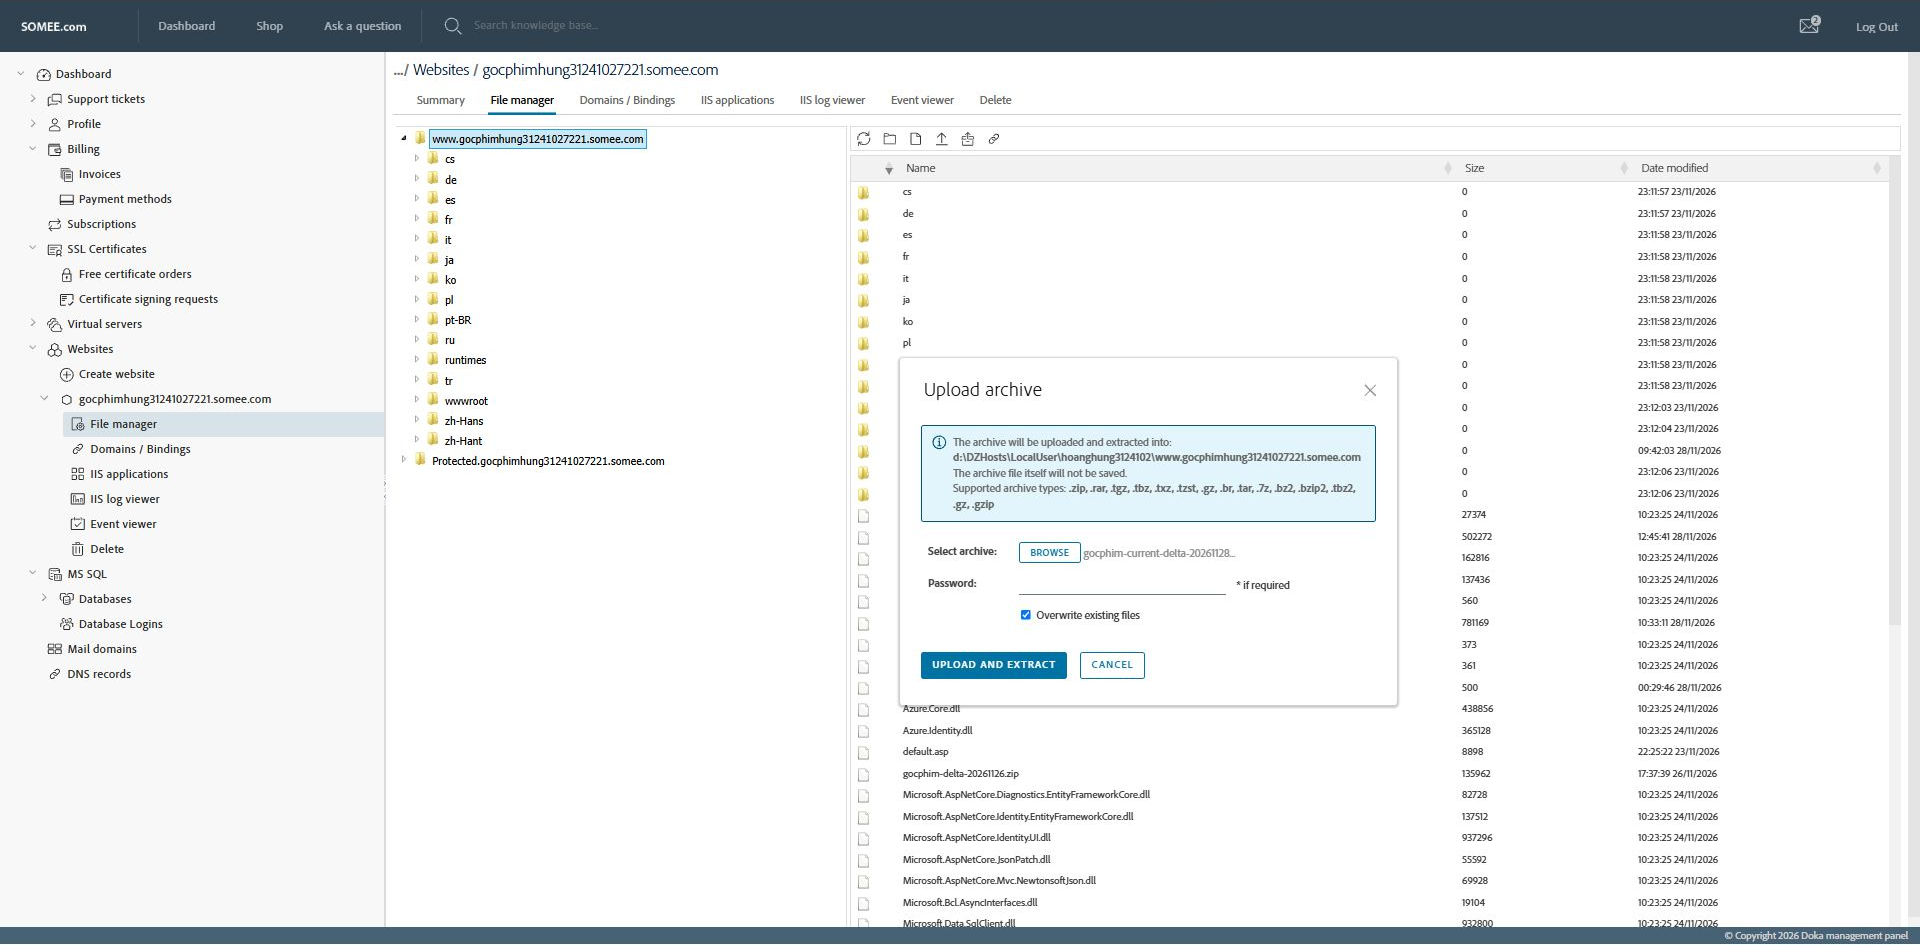 SOMEE.com
Dashboard
Shop
Ask a question
Search knowledge base...
2
Log Out
Dashboard
Support tickets
Profile
Billing
Invoices
Payment methods
Subscriptions
SSL Certificates
Free certificate orders
Certificate signing requests
Virtual servers
Websites
Create website
gocphimhung31241027221.somee.com
File manager
Domains / Bindings
IIS applications
IIS log viewer
Event viewer
Delete
MS SQL
Databases
Database Logins
Mail domains
DNS records
.../ Websites / gocphimhung31241027221.somee.com
Summary
File manager
Domains / Bindings
IIS applications
IIS log viewer
Event viewer
Delete
www.gocphimhung31241027221.somee.com
cs
de
es
fr
it
ja
ko
pl
pt-BR
ru
runtimes
tr
wwwroot
zh-Hans
zh-Hant
Protected.gocphimhung31241027221.somee.com
Name Size Date modified
cs 0 23:11:57 23/11/2026
de 0 23:11:57 23/11/2026
es 0 23:11:58 23/11/2026
fr 0 23:11:58 23/11/2026
it 0 23:11:58 23/11/2026
ja 0 23:11:58 23/11/2026
ko 0 23:11:58 23/11/2026
pl 0 23:11:58 23/11/2026
0 23:11:58 23/11/2026
0 23:11:58 23/11/2026
0 23:12:03 23/11/2026
0 23:12:04 23/11/2026
0 09:42:03 28/11/2026
0 23:12:06 23/11/2026
0 23:12:06 23/11/2026
27374 10:23:25 24/11/2026
502272 12:45:41 28/11/2026
162816 10:23:25 24/11/2026
137436 10:23:25 24/11/2026
560 10:23:25 24/11/2026
781169 10:33:11 28/11/2026
373 10:23:25 24/11/2026
361 10:23:25 24/11/2026
500 00:29:46 28/11/2026
Azure.Core.dll 438856 10:23:25 24/11/2026
Azure.Identity.dll 365128 10:23:25 24/11/2026
default.asp 8898 22:25:22 23/11/2026
gocphim-delta-20261126.zip 135962 17:37:39 26/11/2026
Microsoft.AspNetCore.Diagnostics.EntityFrameworkCore.dll 82728 10:23:25 24/11/2026
Microsoft.AspNetCore.Identity.EntityFrameworkCore.dll 137512 10:23:25 24/11/2026
Microsoft.AspNetCore.Identity.UI.dll 937296 10:23:25 24/11/2026
Microsoft.AspNetCore.JsonPatch.dll 55592 10:23:25 24/11/2026
Microsoft.AspNetCore.Mvc.NewtonsoftJson.dll 69928 10:23:25 24/11/2026
Microsoft.Bcl.AsyncInterfaces.dll 19104 10:23:25 24/11/2026
Microsoft.Data.SqlClient.dll 932800 10:23:25 24/11/2026
Upload archive
The archive will be uploaded and extracted into:
d:\DZHosts\LocalUser\hoanghung3124102\www.gocphimhung31241027221.somee.com
The archive file itself will not be saved.
Supported archive types: .zip, .rar, .tgz, .tbz, .txz, .tzst, .gz, .br, .tar, .7z, .bz2, .bzip2, .tbz2,
.gz, .gzip
Select archive: BROWSE gocphim-current-delta-20261128...
Password: * if required
Overwrite existing files
UPLOAD AND EXTRACT CANCEL
© Copyright 2026 Doka management panel